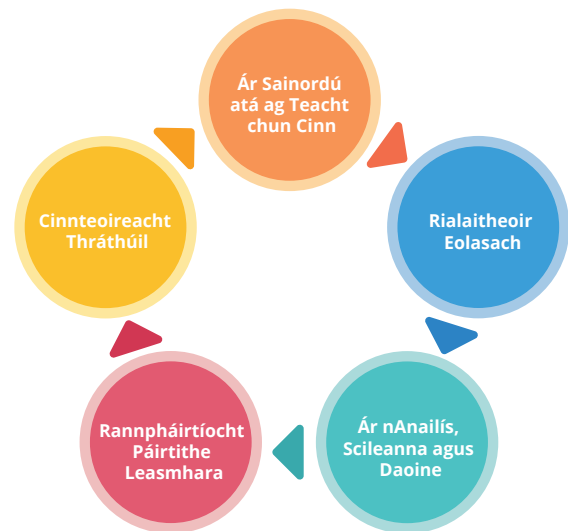 Ár Sainordú
atá ag Teacht
chun Cinn
Rialaitheoir
Eolasach
Ár nAnailís,
Scileanna agus
Daoine
Rannpháirtíocht
Páirtithe
Leasmhara
Cinnteoireacht
Thráthúil